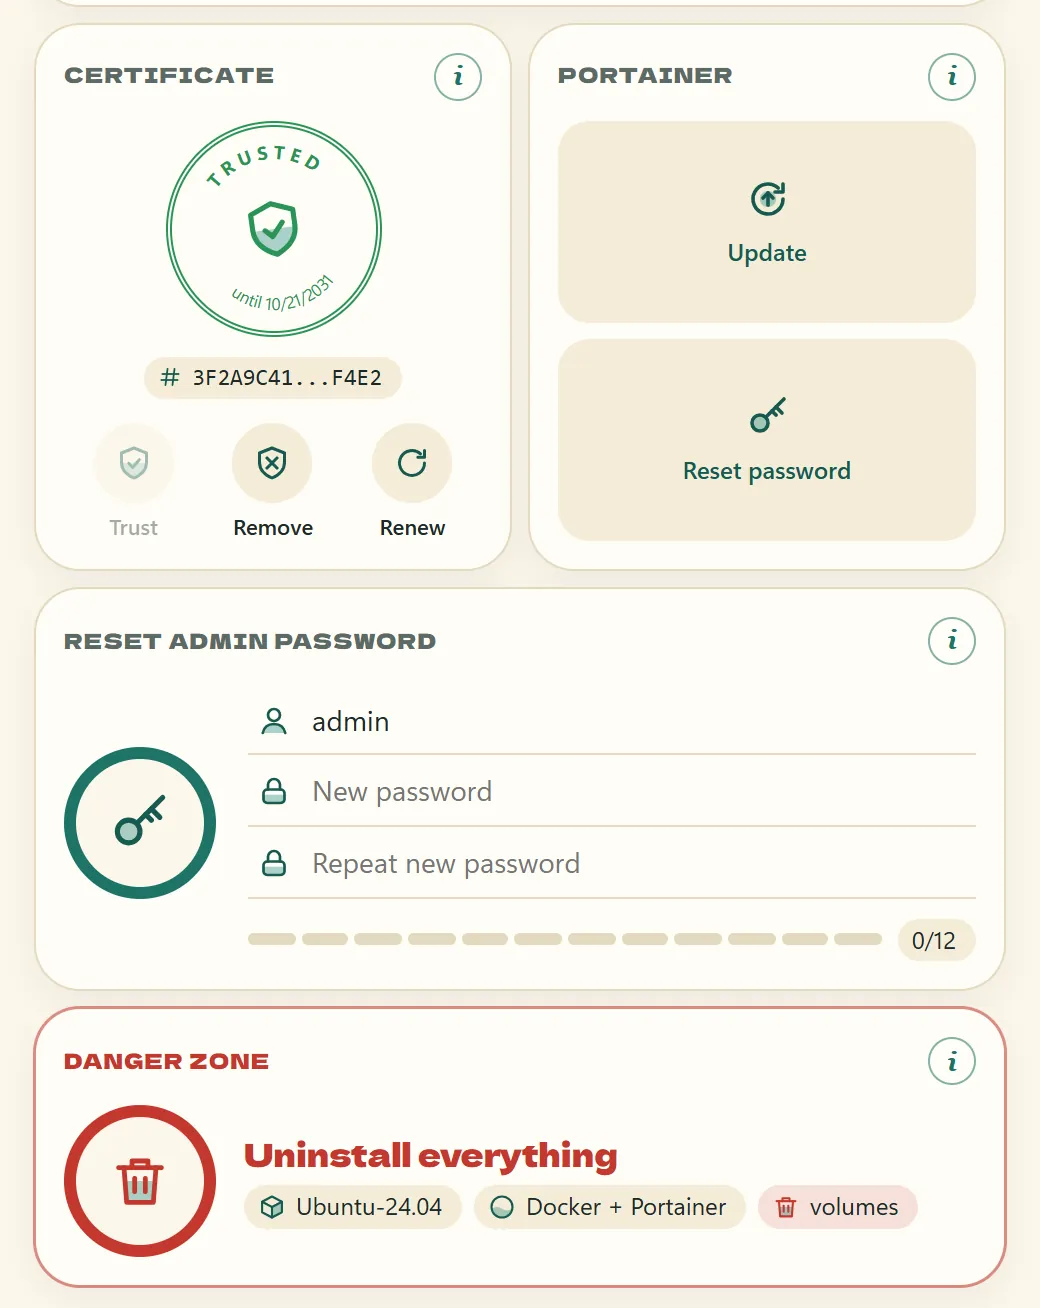 CERTIFICATE
i
TRUSTED
until 10/21/2031
# 3F2A9C41...F4E2
Trust
Remove
Renew
PORTAINER
i
Update
Reset password
RESET ADMIN PASSWORD
i
admin
New password
Repeat new password
0/12
DANGER ZONE
i
Uninstall everything
Ubuntu-24.04
Docker + Portainer
volumes